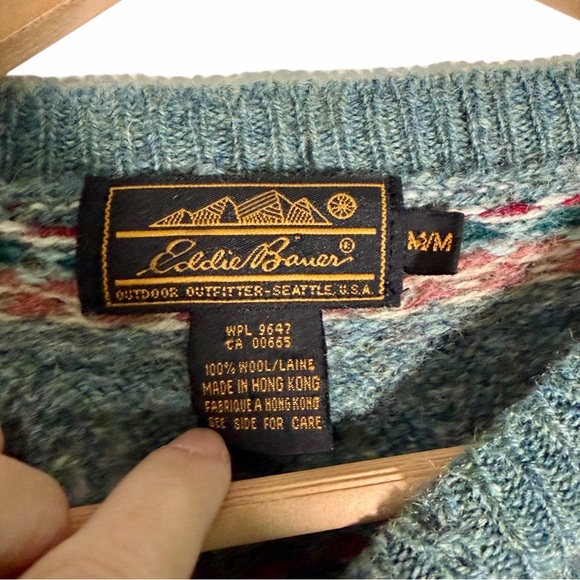 Eddie Bauer®
OUTDOOR OUTFITTER-SEATTLE, U.S.A.
M/M
WPL 9647
CA 00665
100% WOOL/LAINE
MADE IN HONG KONG
FABRIQUE A HONG KONG
SEE SIDE FOR CARE